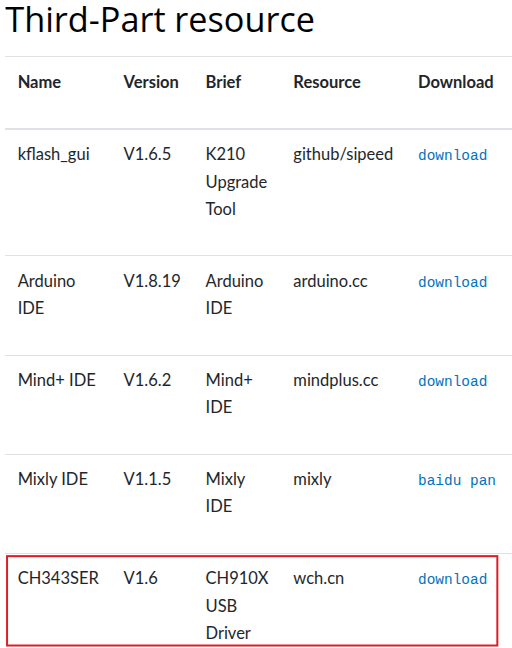 Third-Part resource
Name Version Brief Resource Download
kflash_gui V1.6.5 K210 github/sipeed download
Upgrade
Tool
Arduino V1.8.19 Arduino arduino.cc download
IDE IDE
Mind+ IDE V1.6.2 Mind+ mindplus.cc download
IDE
Mixly IDE V1.1.5 Mixly mixly baidu pan
IDE
CH343SER V1.6 CH910X wch.cn download
USB
Driver